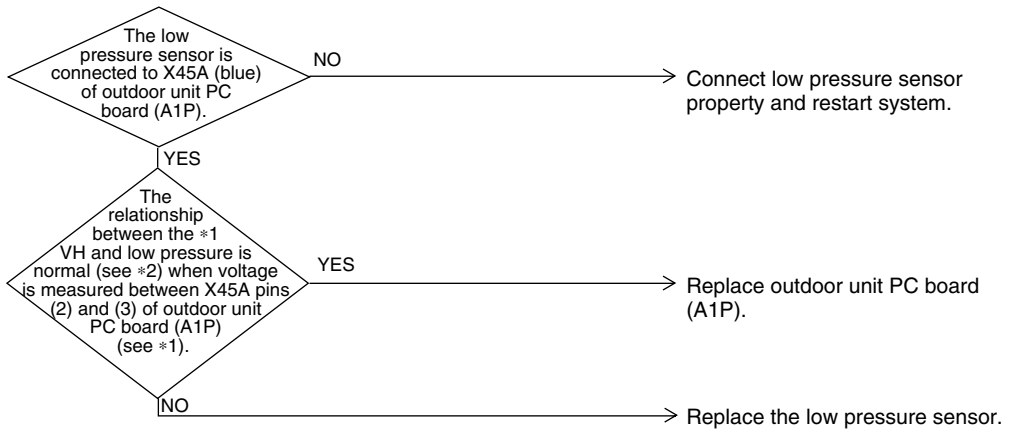 The low
pressure sensor is
connected to X45A (blue)
of outdoor unit PC
board (A1P).
NO
Connect low pressure sensor
property and restart system.
YES
The
relationship
between the *1
VH and low pressure is
normal (see *2) when voltage
is measured between X45A pins
(2) and (3) of outdoor unit
PC board (A1P)
(see *1).
YES
Replace outdoor unit PC board
(A1P).
NO
Replace the low pressure sensor.